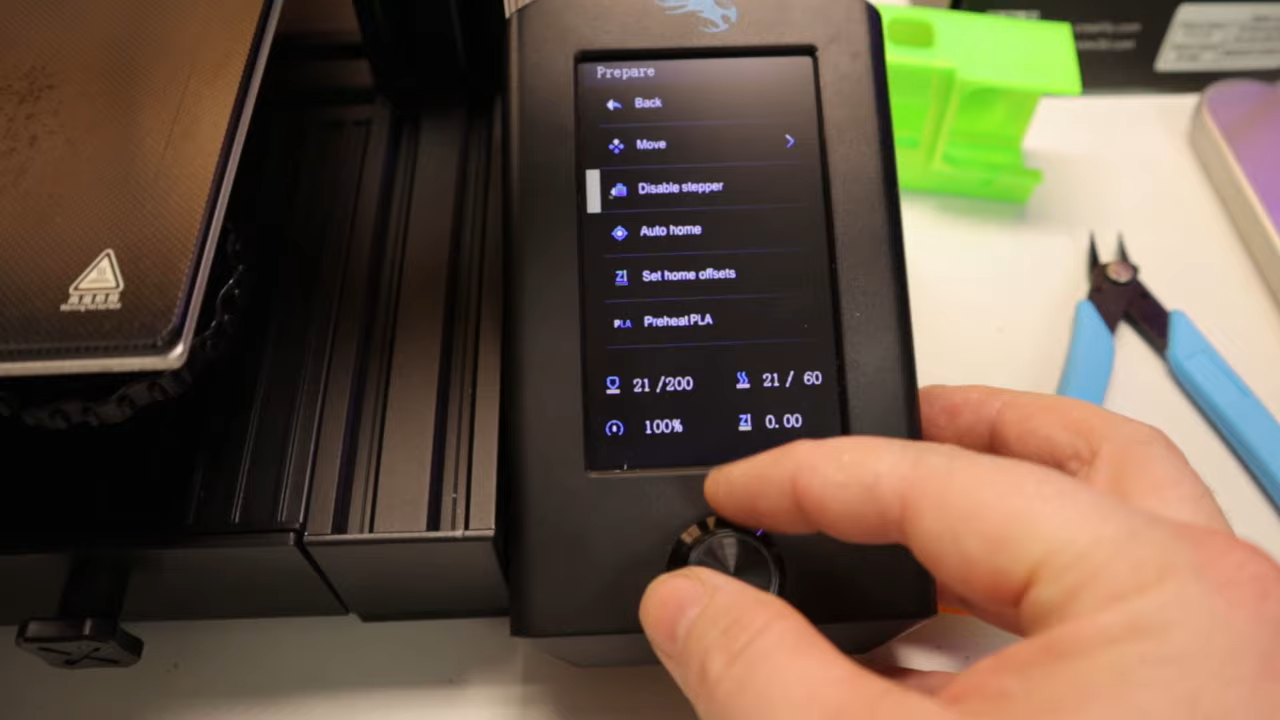 Prepare
Back
Move
Disable stepper
Auto home
Z Set home offsets
PLA Preheat PLA
21 /200 21 / 60
100% Z 0.00